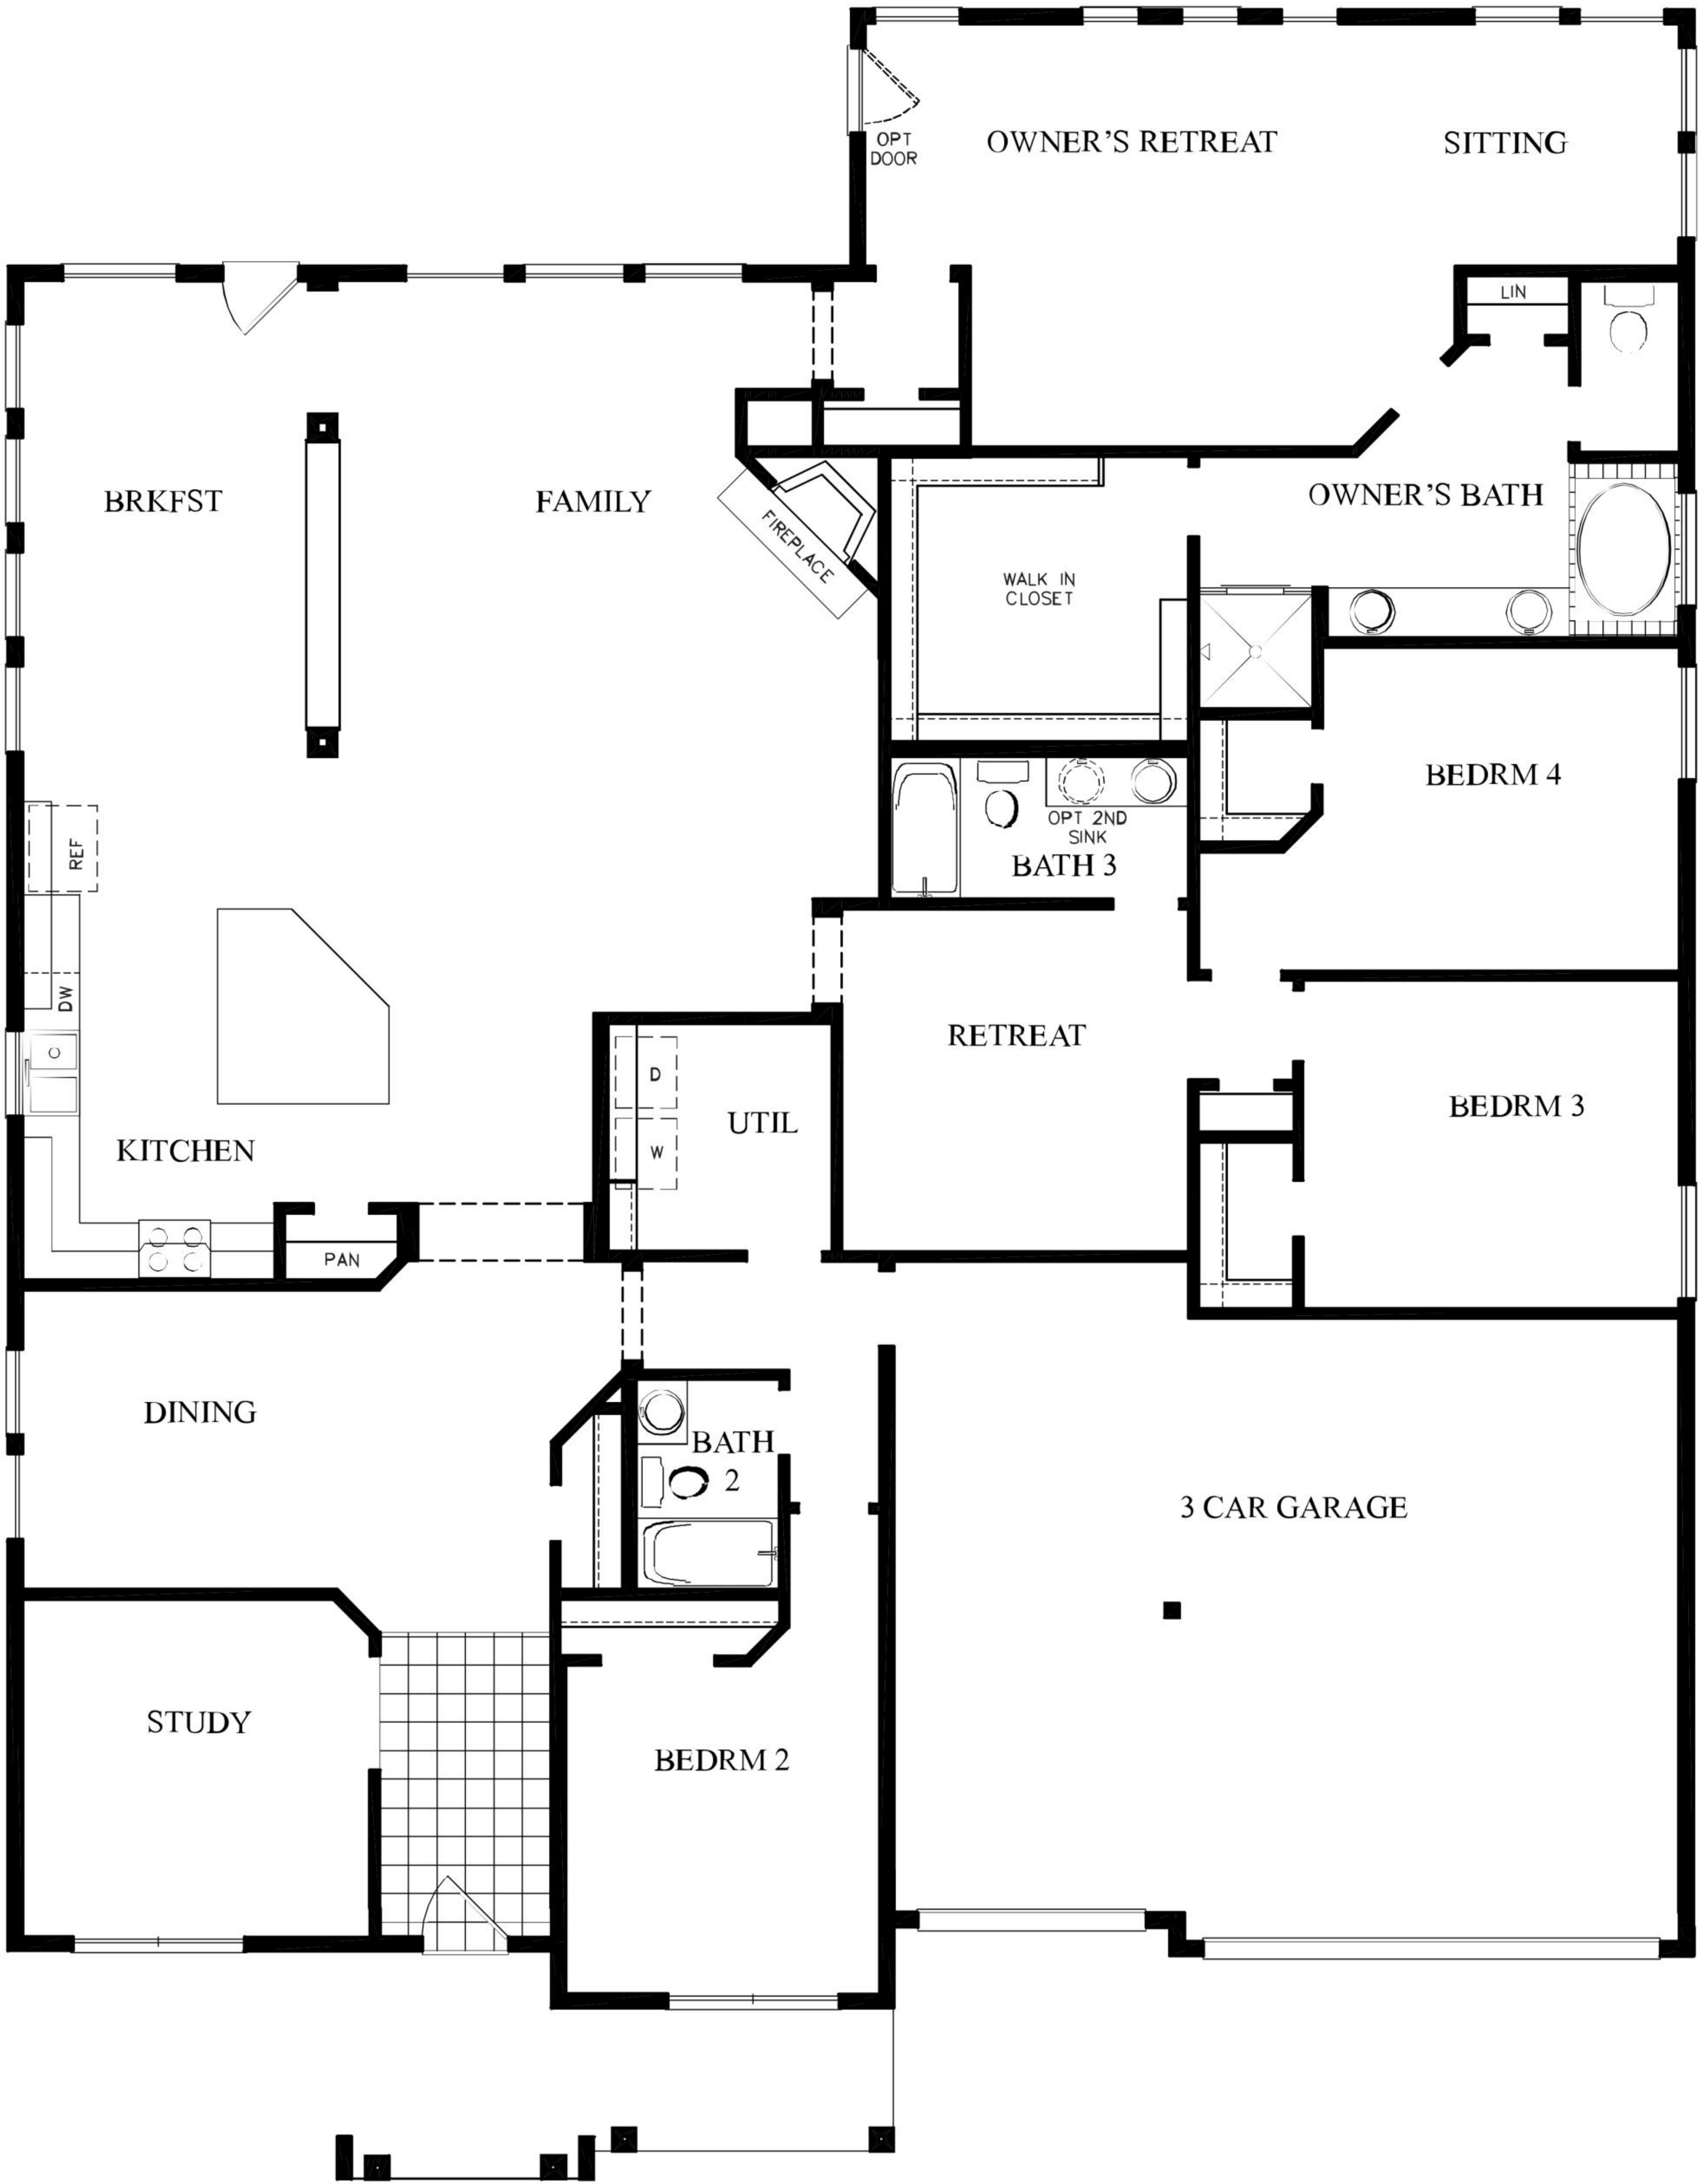 OWNER'S RETREAT
SITTING
OPT
DOOR
LIN
BRKFST
FAMILY
OWNER'S BATH
FIREPLACE
WALK IN
CLOSET
BEDRM 4
OPT 2ND
SINK
REF
BATH 3
DW
RETREAT
D
UTIL
BEDRM 3
W
KITCHEN
PAN
DINING
BATH
2
3 CAR GARAGE
STUDY
BEDRM 2